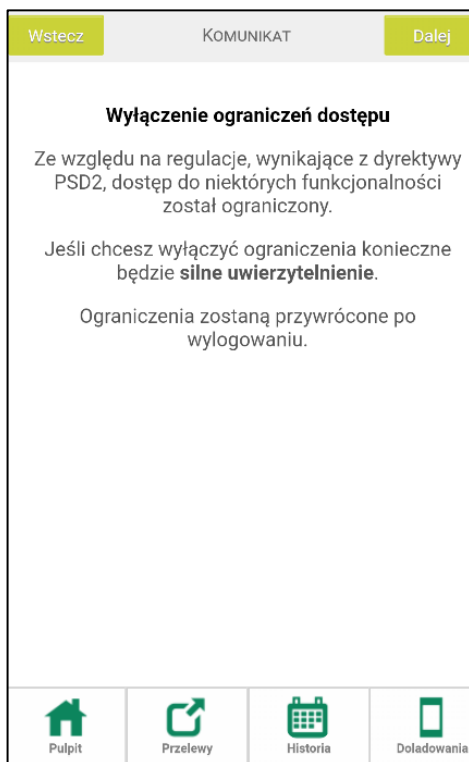 Wstecz KOMUNIKAT Dalej
Wyłączenie ograniczeń dostępu
Ze względu na regulacje, wynikające z dyrektywy
PSD2, dostęp do niektórych funkcjonalności
został ograniczony.
Jeśli chcesz wyłączyć ograniczenia konieczne
będzie silne uwierzytelnienie.
Ograniczenia zostaną przywrócone po
wylogowaniu.
Pulpit Przelewy Historia Doladowania